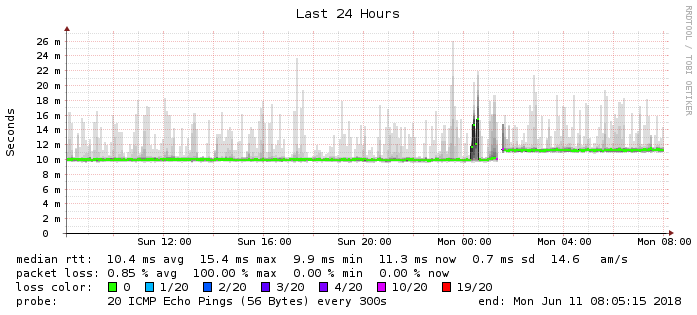 Last 24 Hours
RRDTOOL / TOBI OETIKER
Seconds
26 m
24 m
22 m
20 m
18 m
16 m
14 m
12 m
10 m
8 m
6 m
4 m
2 m
0
Sun 12:00 Sun 16:00 Sun 20:00 Mon 00:00 Mon 04:00 Mon 08:00
median rtt: 10.4 ms avg 15.4 ms max 9.9 ms min 11.3 ms now 0.7 ms sd 14.6 am/s
packet loss: 0.85 % avg 100.00 % max 0.00 % min 0.00 % now
loss color: 0 1/20 2/20 3/20 4/20 10/20 19/20
probe: 20 ICMP Echo Pings (56 Bytes) every 300s end: Mon Jun 11 08:05:15 2018